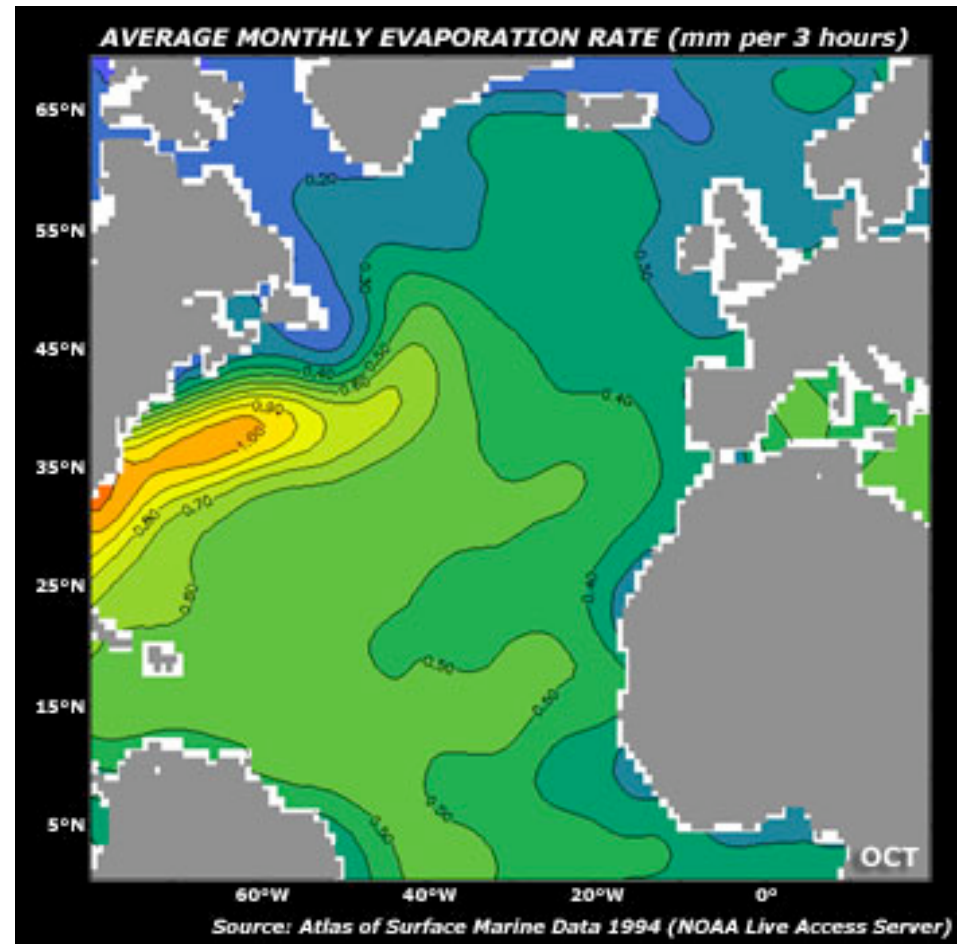 AVERAGE MONTHLY EVAPORATION RATE (mm per 3 hours)
65°N
0.20
55°N
0.30
0.30
45°N
0.50
0.40
0.60
0.40
0.80
1.00
35°N
0.70
0.80
25°N
0.60
0.40
0.50
15°N
0.50
0.50
5°N
0.50
OCT
60°W 40°W 20°W 0°
Source: Atlas of Surface Marine Data 1994 (NOAA Live Access Server)